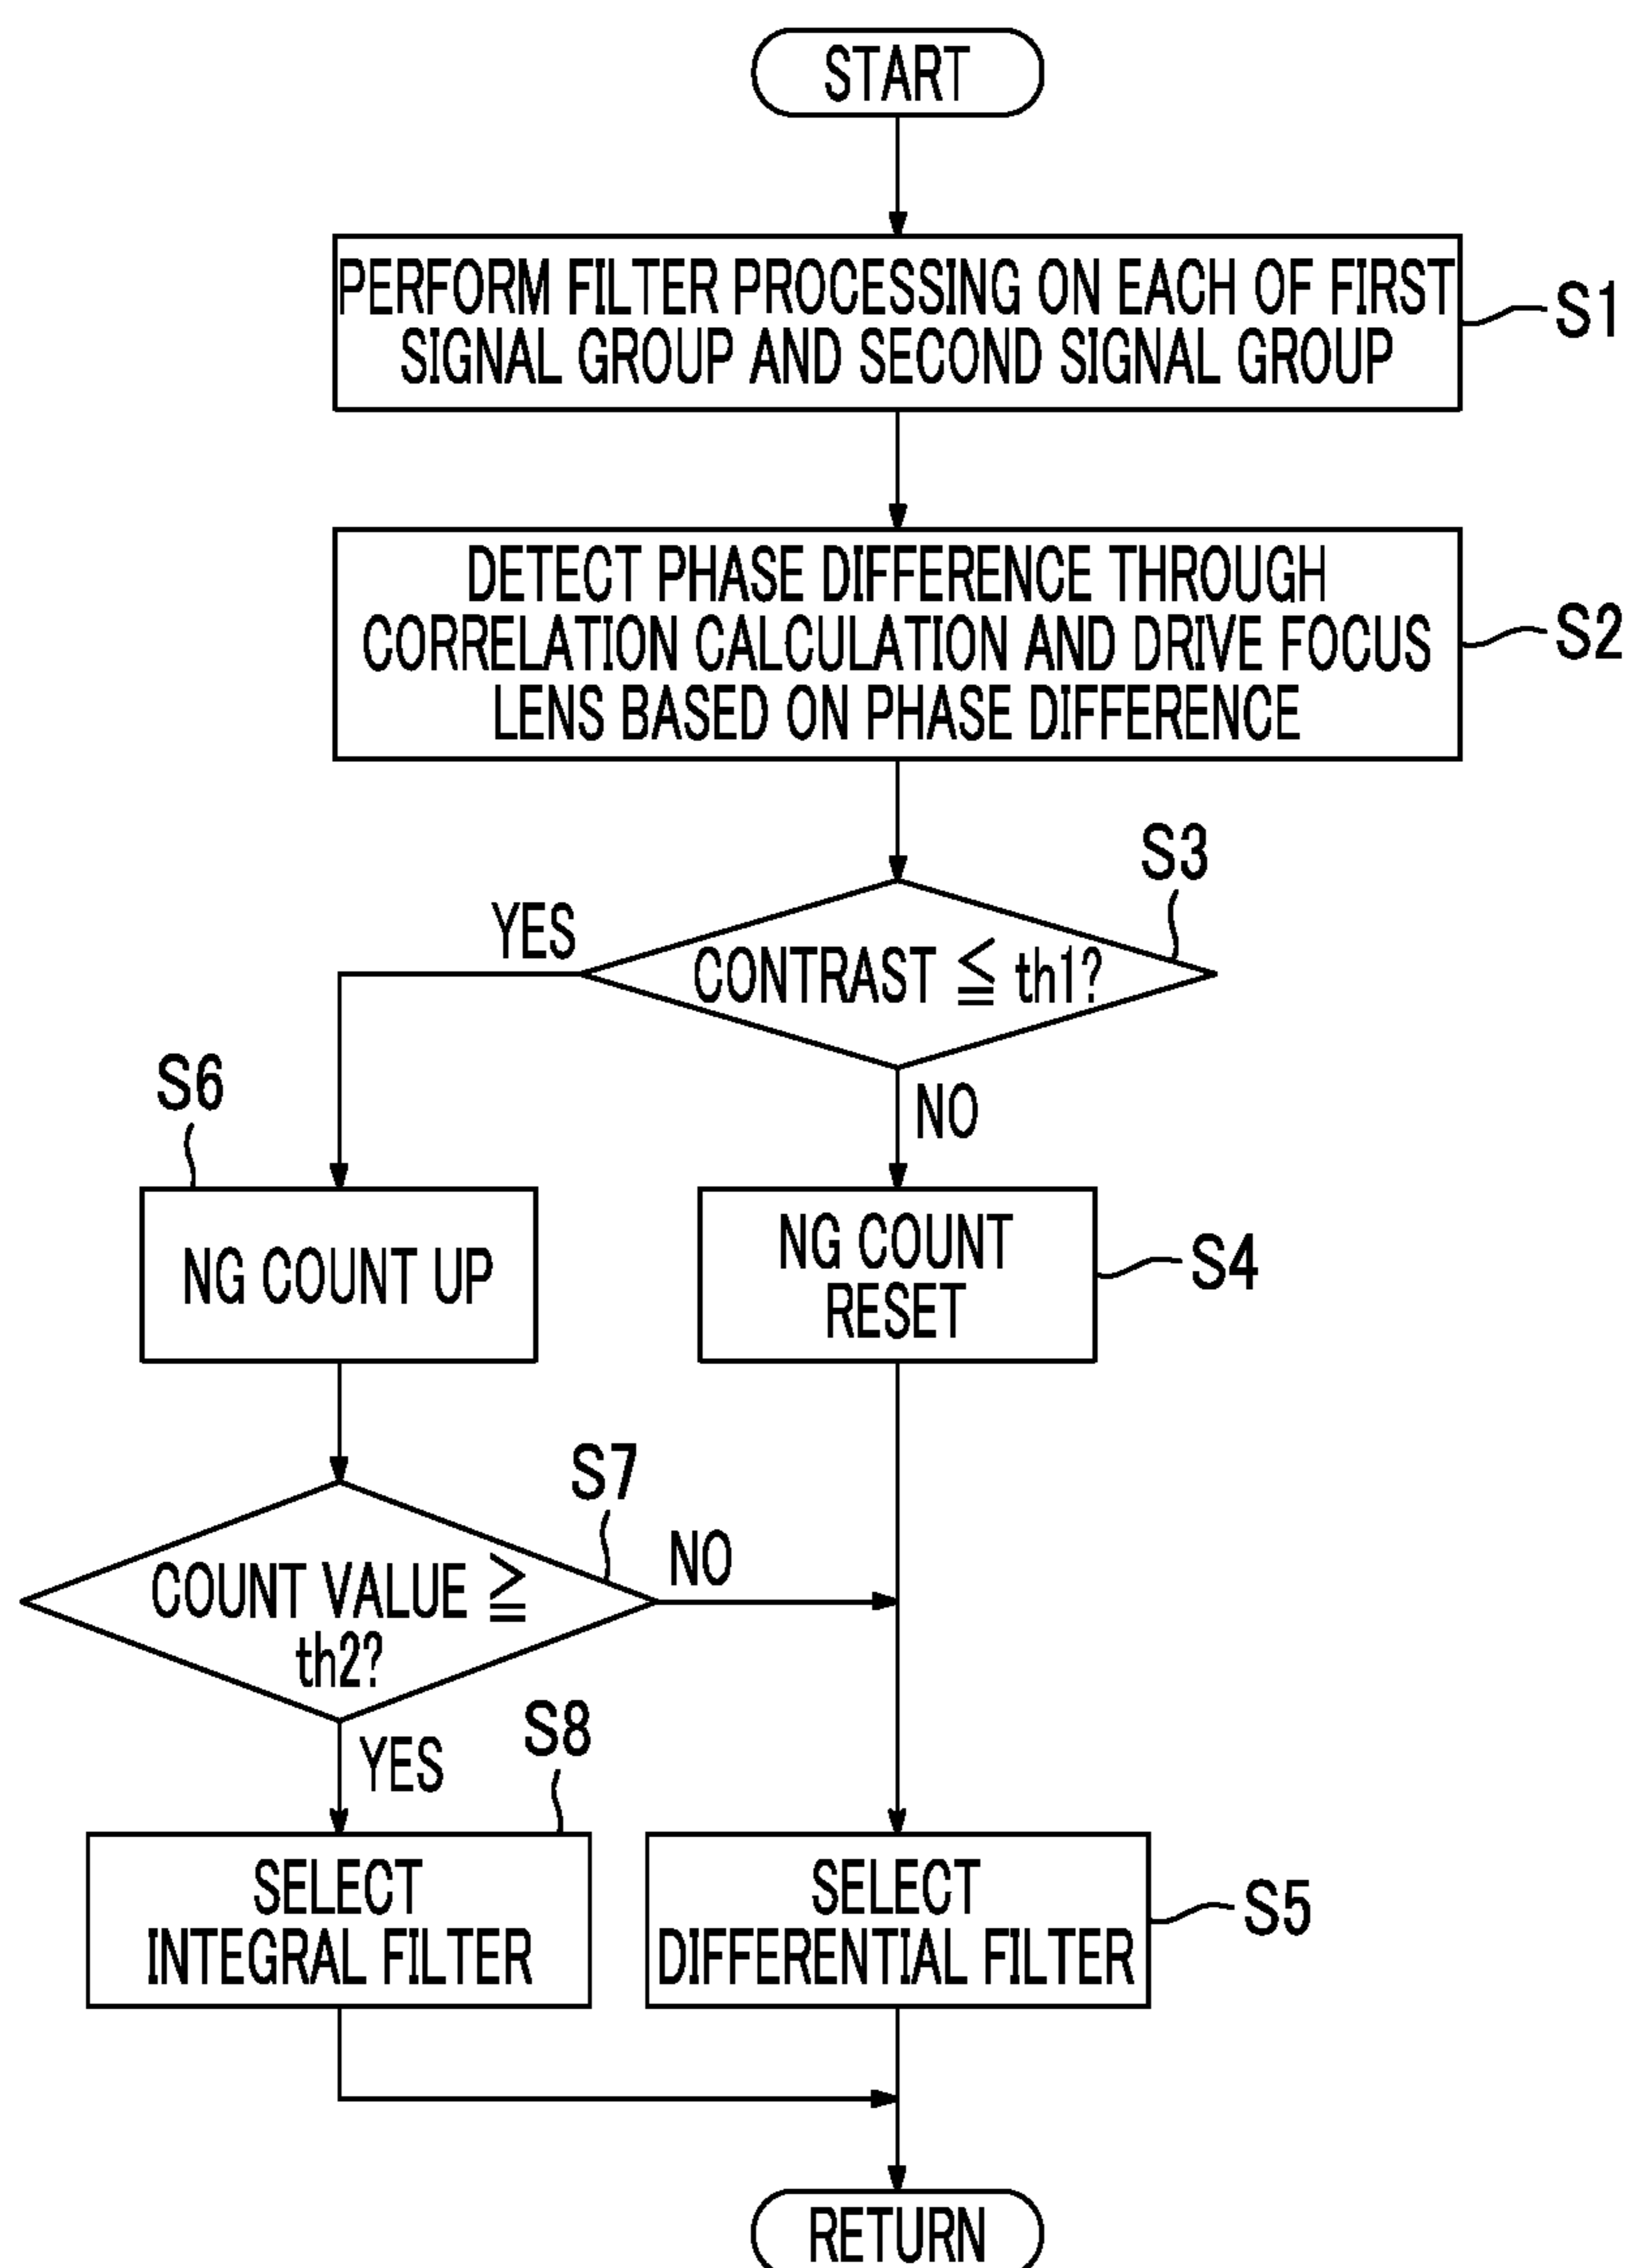 START
PERFORM FILTER PROCESSING ON EACH OF FIRST
SIGNAL GROUP AND SECOND SIGNAL GROUP
S1
DETECT PHASE DIFFERENCE THROUGH
CORRELATION CALCULATION AND DRIVE FOCUS
LENS BASED ON PHASE DIFFERENCE
S2
S3
CONTRAST ≦ th1?
YES
NO
S6
NG COUNT UP
NG COUNT
RESET
S4
S7
COUNT VALUE ≧
th2?
NO
YES
S8
SELECT
INTEGRAL FILTER
SELECT
DIFFERENTIAL FILTER
S5
RETURN